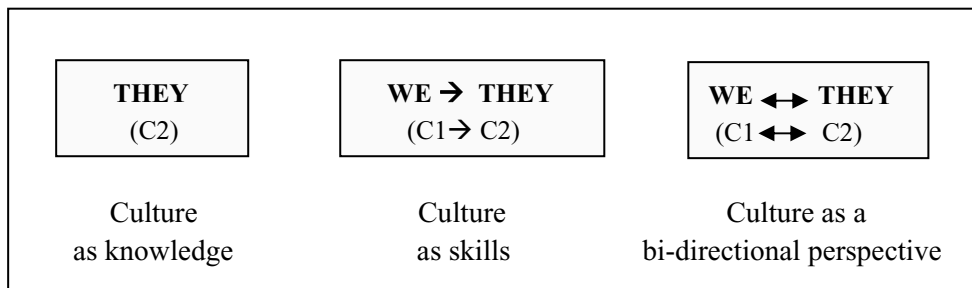 THEY
(C2)
Culture
as knowledge
WE → THEY
(C1→ C2)
Culture
as skills
WE ↔ THEY
(C1 ↔ C2)
Culture as a
bi-directional perspective